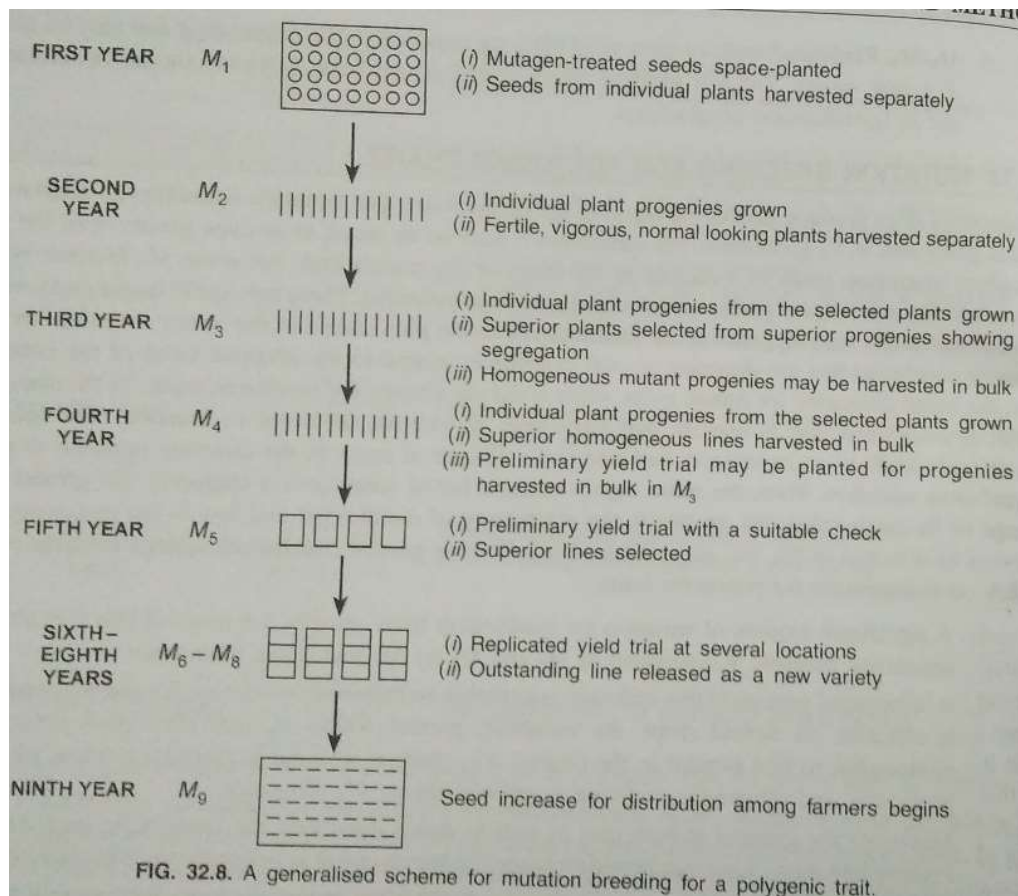 METHO
FIRST YEAR M1
(i) Mutagen-treated seeds space-planted
(ii) Seeds from individual plants harvested separately
SECOND
YEAR
M2
(i) Individual plant progenies grown
(ii) Fertile, vigorous, normal looking plants harvested separately
THIRD YEAR M3
(i) Individual plant progenies from the selected plants grown
(ii) Superior plants selected from superior progenies showing
segregation
(iii) Homogeneous mutant progenies may be harvested in bulk
FOURTH
YEAR
M4
(i) Individual plant progenies from the selected plants grown
(ii) Superior homogeneous lines harvested in bulk
(iii) Preliminary yield trial may be planted for progenies
harvested in bulk in M3
FIFTH YEAR M5
(i) Preliminary yield trial with a suitable check
(ii) Superior lines selected
SIXTH–
EIGHTH
YEARS
M6 – M8
(i) Replicated yield trial at several locations
(ii) Outstanding line released as a new variety
NINTH YEAR M9
Seed increase for distribution among farmers begins
FIG. 32.8. A generalised scheme for mutation breeding for a polygenic trait.